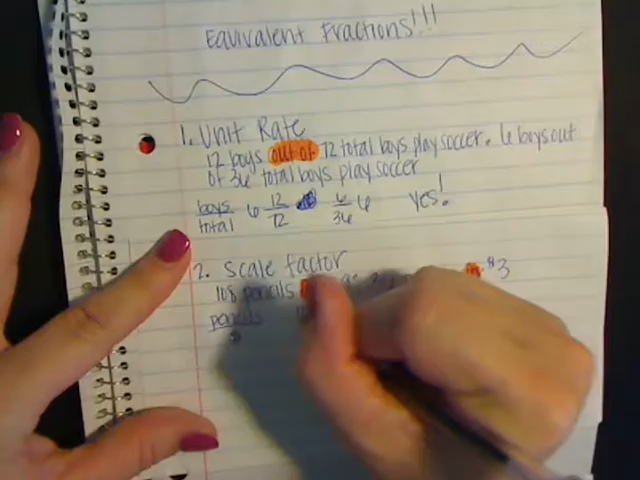 Equivalent Fractions!!!
1. Unit Rate
12 boys out of 72 total boys play soccer. 6 boys out
of 36 total boys play soccer
boys 12 6
total 6 72 36 6 yes!
2. Scale factor
108 pencils $3
pencils